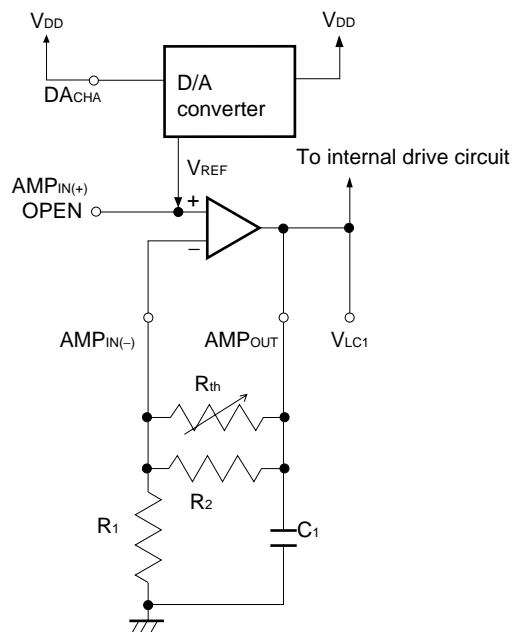 VDD
VDD
DACHA
D/A
converter
VREF
To internal drive circuit
AMPIN(+)
OPEN
+
−
AMPIN(−)
AMPOUT
VLC1
Rth
R2
R1
C1